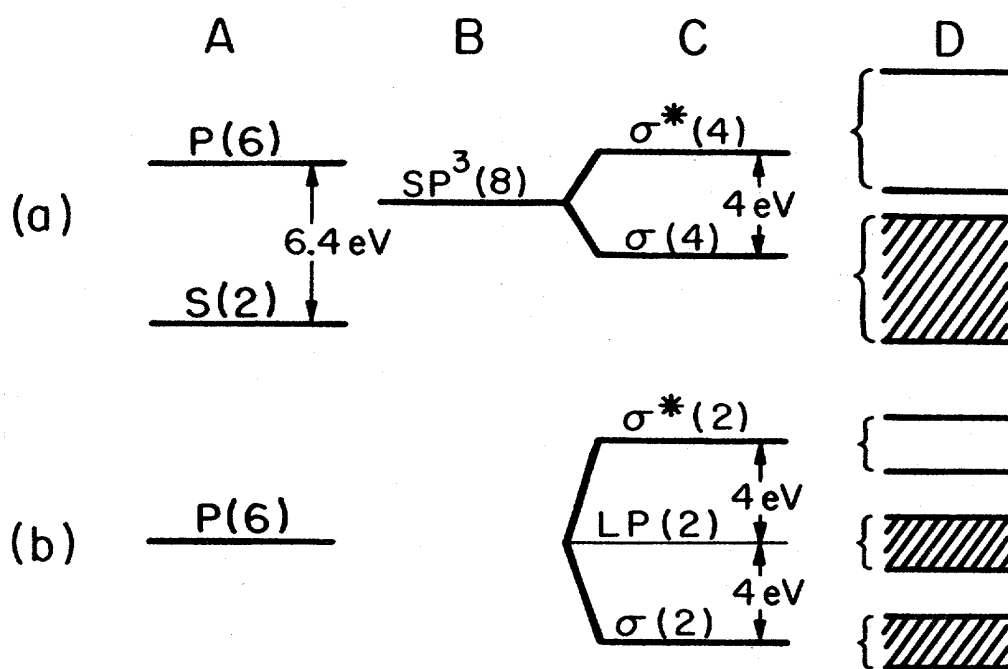 A B C D
(a)
P(6)
6.4 eV
S(2)
SP³(8)
σ*(4)
4 eV
σ(4)
(b)
P(6)
σ*(2)
4 eV
LP(2)
4 eV
σ(2)